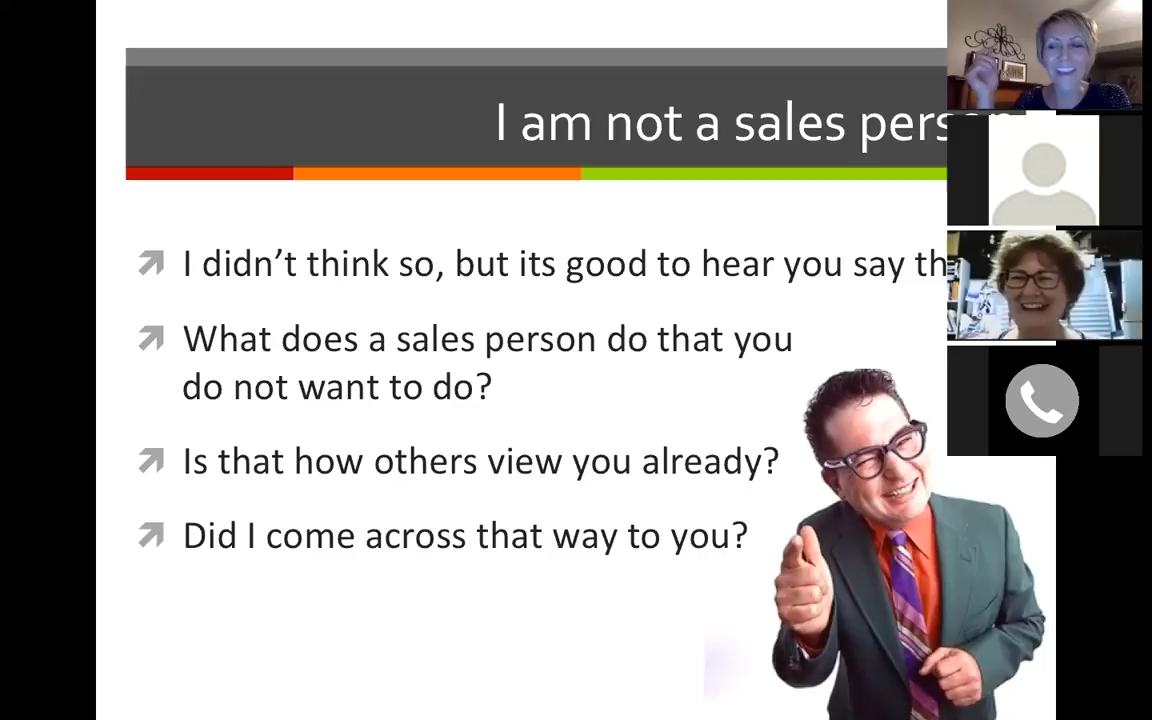 I am not a sales
I didn’t think so, but its good to hear you say
What does a sales person do that you
do not want to do?
Is that how others view you already?
Did I come across that way to you?